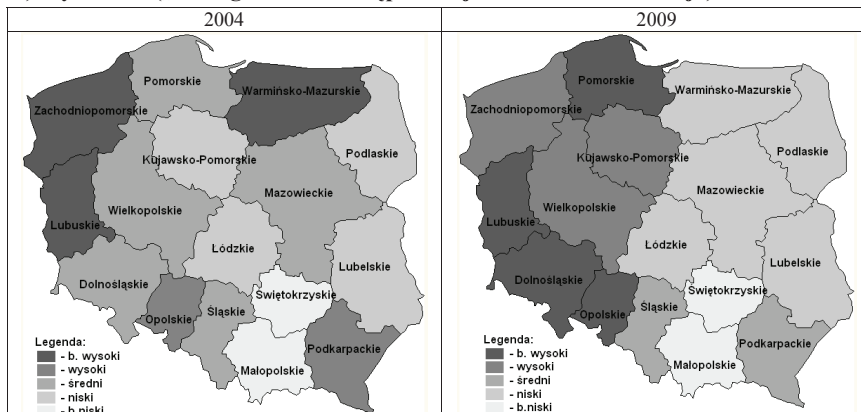 2004
2009
Pomorskie
Warmińsko-Mazurskie
Zachodniopomorskie
Kujawsko-Pomorskie
Podlaskie
Mazowieckie
Wielkopolskie
Lubuskie
Łódzkie
Lubelskie
Dolnośląskie
Świętokrzyskie
Opolskie
Śląskie
Podkarpackie
Małopolskie
Legenda:
- b. wysoki
- wysoki
- średni
- niski
- b.niski
Pomorskie
Warmińsko-Mazurskie
Zachodniopomorskie
Kujawsko-Pomorskie
Podlaskie
Mazowieckie
Wielkopolskie
Lubuskie
Łódzkie
Lubelskie
Dolnośląskie
Świętokrzyskie
Opolskie
Śląskie
Podkarpackie
Małopolskie
Legenda:
- b. wysoki
- wysoki
- średni
- niski
- b.niski